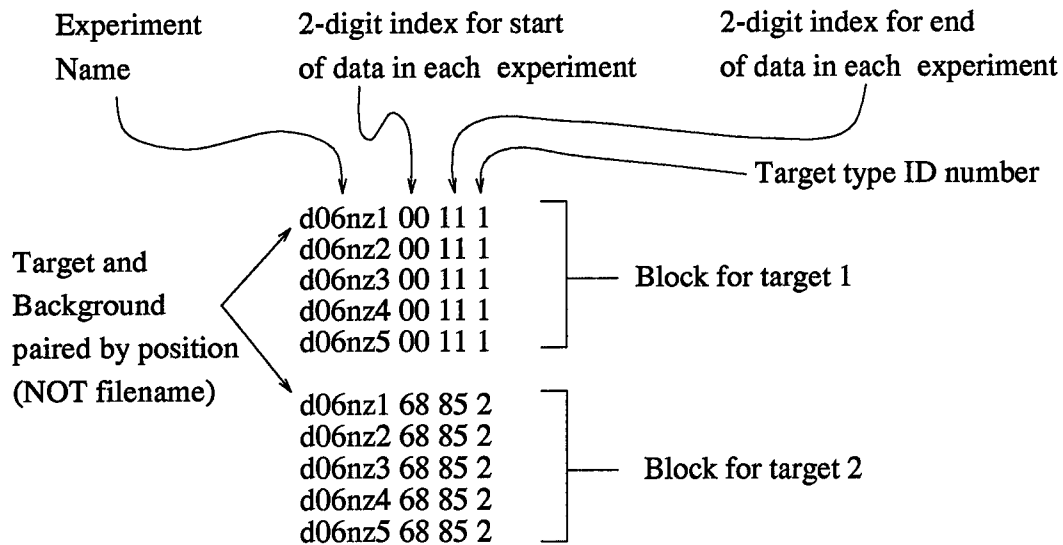 Experiment
Name
2-digit index for start
of data in each experiment
2-digit index for end
of data in each experiment
Target type ID number
d06nz1 00 11 1
d06nz2 00 11 1
d06nz3 00 11 1
d06nz4 00 11 1
d06nz5 00 11 1
Block for target 1
Target and
Background
paired by position
(NOT filename)
d06nz1 68 85 2
d06nz2 68 85 2
d06nz3 68 85 2
d06nz4 68 85 2
d06nz5 68 85 2
Block for target 2